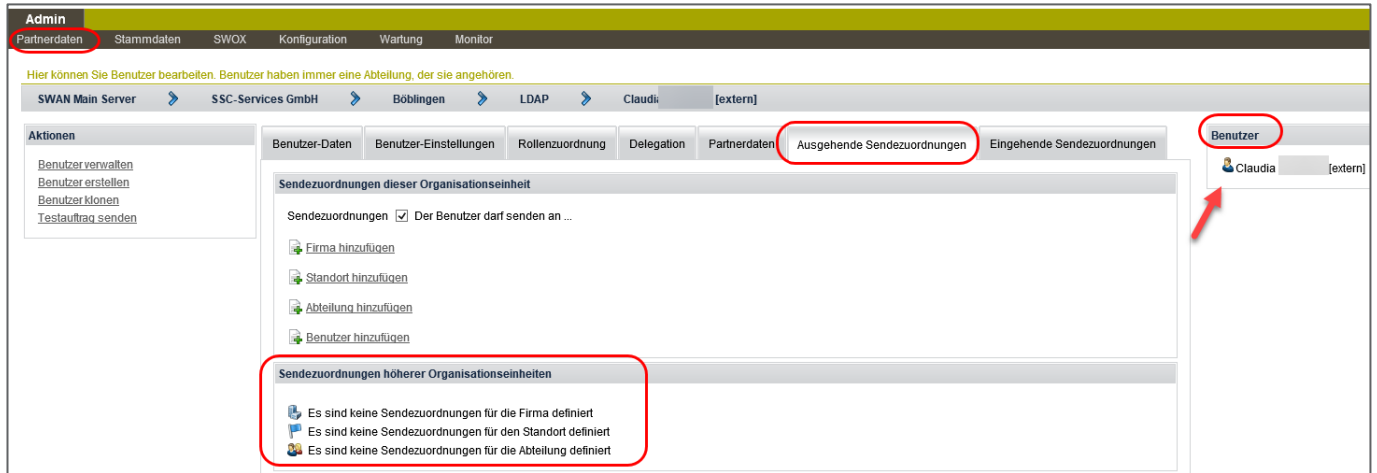 Admin
Partnerdaten Stammdaten SWOX Konfiguration Wartung Monitor
Hier können Sie Benutzer bearbeiten. Benutzer haben immer eine Abteilung, der sie angehören.
SWAN Main Server SSC-Services GmbH Böblingen LDAP Claudia [extern]
Aktionen
Benutzer verwalten
Benutzer erstellen
Benutzer klonen
Testauftrag senden
Benutzer-Daten Benutzer-Einstellungen Rollenzuordnung Delegation Partnerdaten Ausgehende Sendezuordnungen Eingehende Sendezuordnungen
Sendezuordnungen dieser Organisationseinheit
Sendezuordnungen Der Benutzer darf senden an ...
Firma hinzufügen
Standort hinzufügen
Abteilung hinzufügen
Benutzer hinzufügen
Sendezuordnungen höherer Organisationseinheiten
Es sind keine Sendezuordnungen für die Firma definiert
Es sind keine Sendezuordnungen für den Standort definiert
Es sind keine Sendezuordnungen für die Abteilung definiert
Benutzer
Claudia [extern]